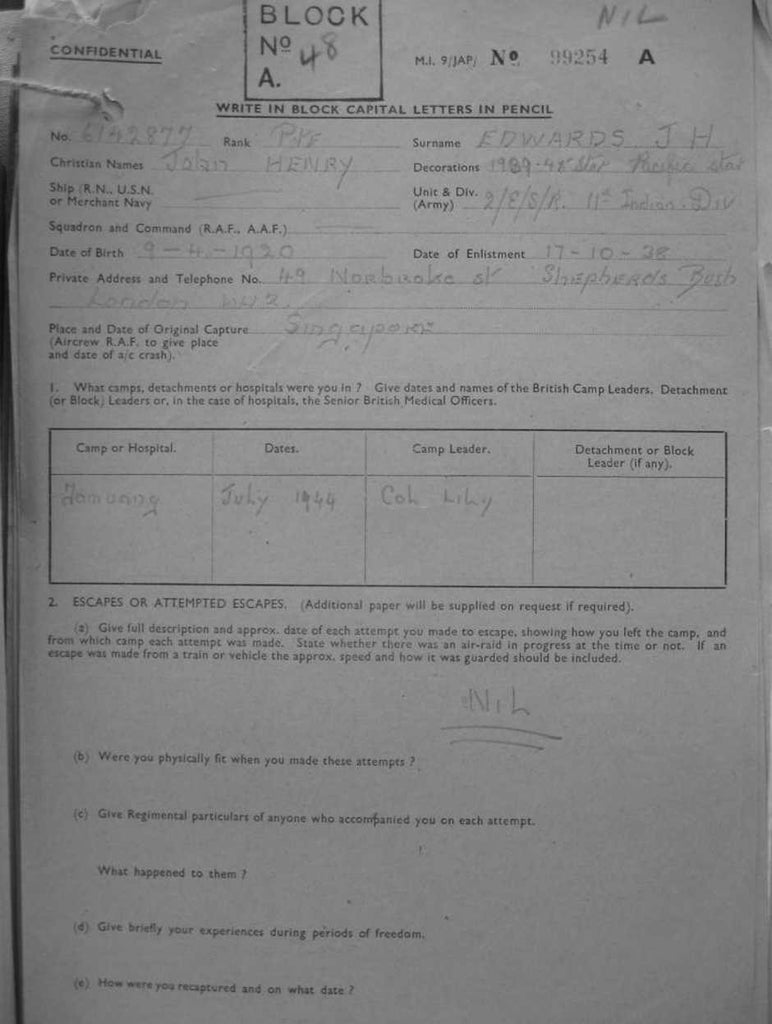 BLOCK
NIL
CONFIDENTIAL
Nº 48
M.I. 9/JAP/ Nº 99254 A
A.
WRITE IN BLOCK CAPITAL LETTERS IN PENCIL
No. 6142877 Rank Pte Surname EDWARDS J H
Christian Names John HENRY Decorations 1939-45 Star Pacific Star
Ship (R.N., U.S.N. or Merchant Navy
Unit & Div. (Army) 2/E/S/R. 11th Indian. Div
Squadron and Command (R.A.F., A.A.F.)
Date of Birth 9-4-1920 Date of Enlistment 17-10-38
Private Address and Telephone No. 49 Norbroke st Shepherds Bush
London W12.
Place and Date of Original Capture Singapore
(Aircrew R.A.F. to give place
and date of a/c crash).
1. What camps, detachments or hospitals were you in ? Give dates and names of the British Camp Leaders, Detachment
(or Block) Leaders or, in the case of hospitals, the Senior British Medical Officers.
Camp or Hospital. Dates. Camp Leader. Detachment or Block
Leader (if any).
Tamuang July 1944 Col Lily
2. ESCAPES OR ATTEMPTED ESCAPES. (Additional paper will be supplied on request if required).
(a) Give full description and approx. date of each attempt you made to escape, showing how you left the camp, and
from which camp each attempt was made. State whether there was an air-raid in progress at the time or not. If an
escape was made from a train or vehicle the approx. speed and how it was guarded should be included.
NIL
(b) Were you physically fit when you made these attempts ?
(c) Give Regimental particulars of anyone who accompanied you on each attempt.
What happened to them ?
(d) Give briefly your experiences during periods of freedom.
(e) How were you recaptured and on what date ?